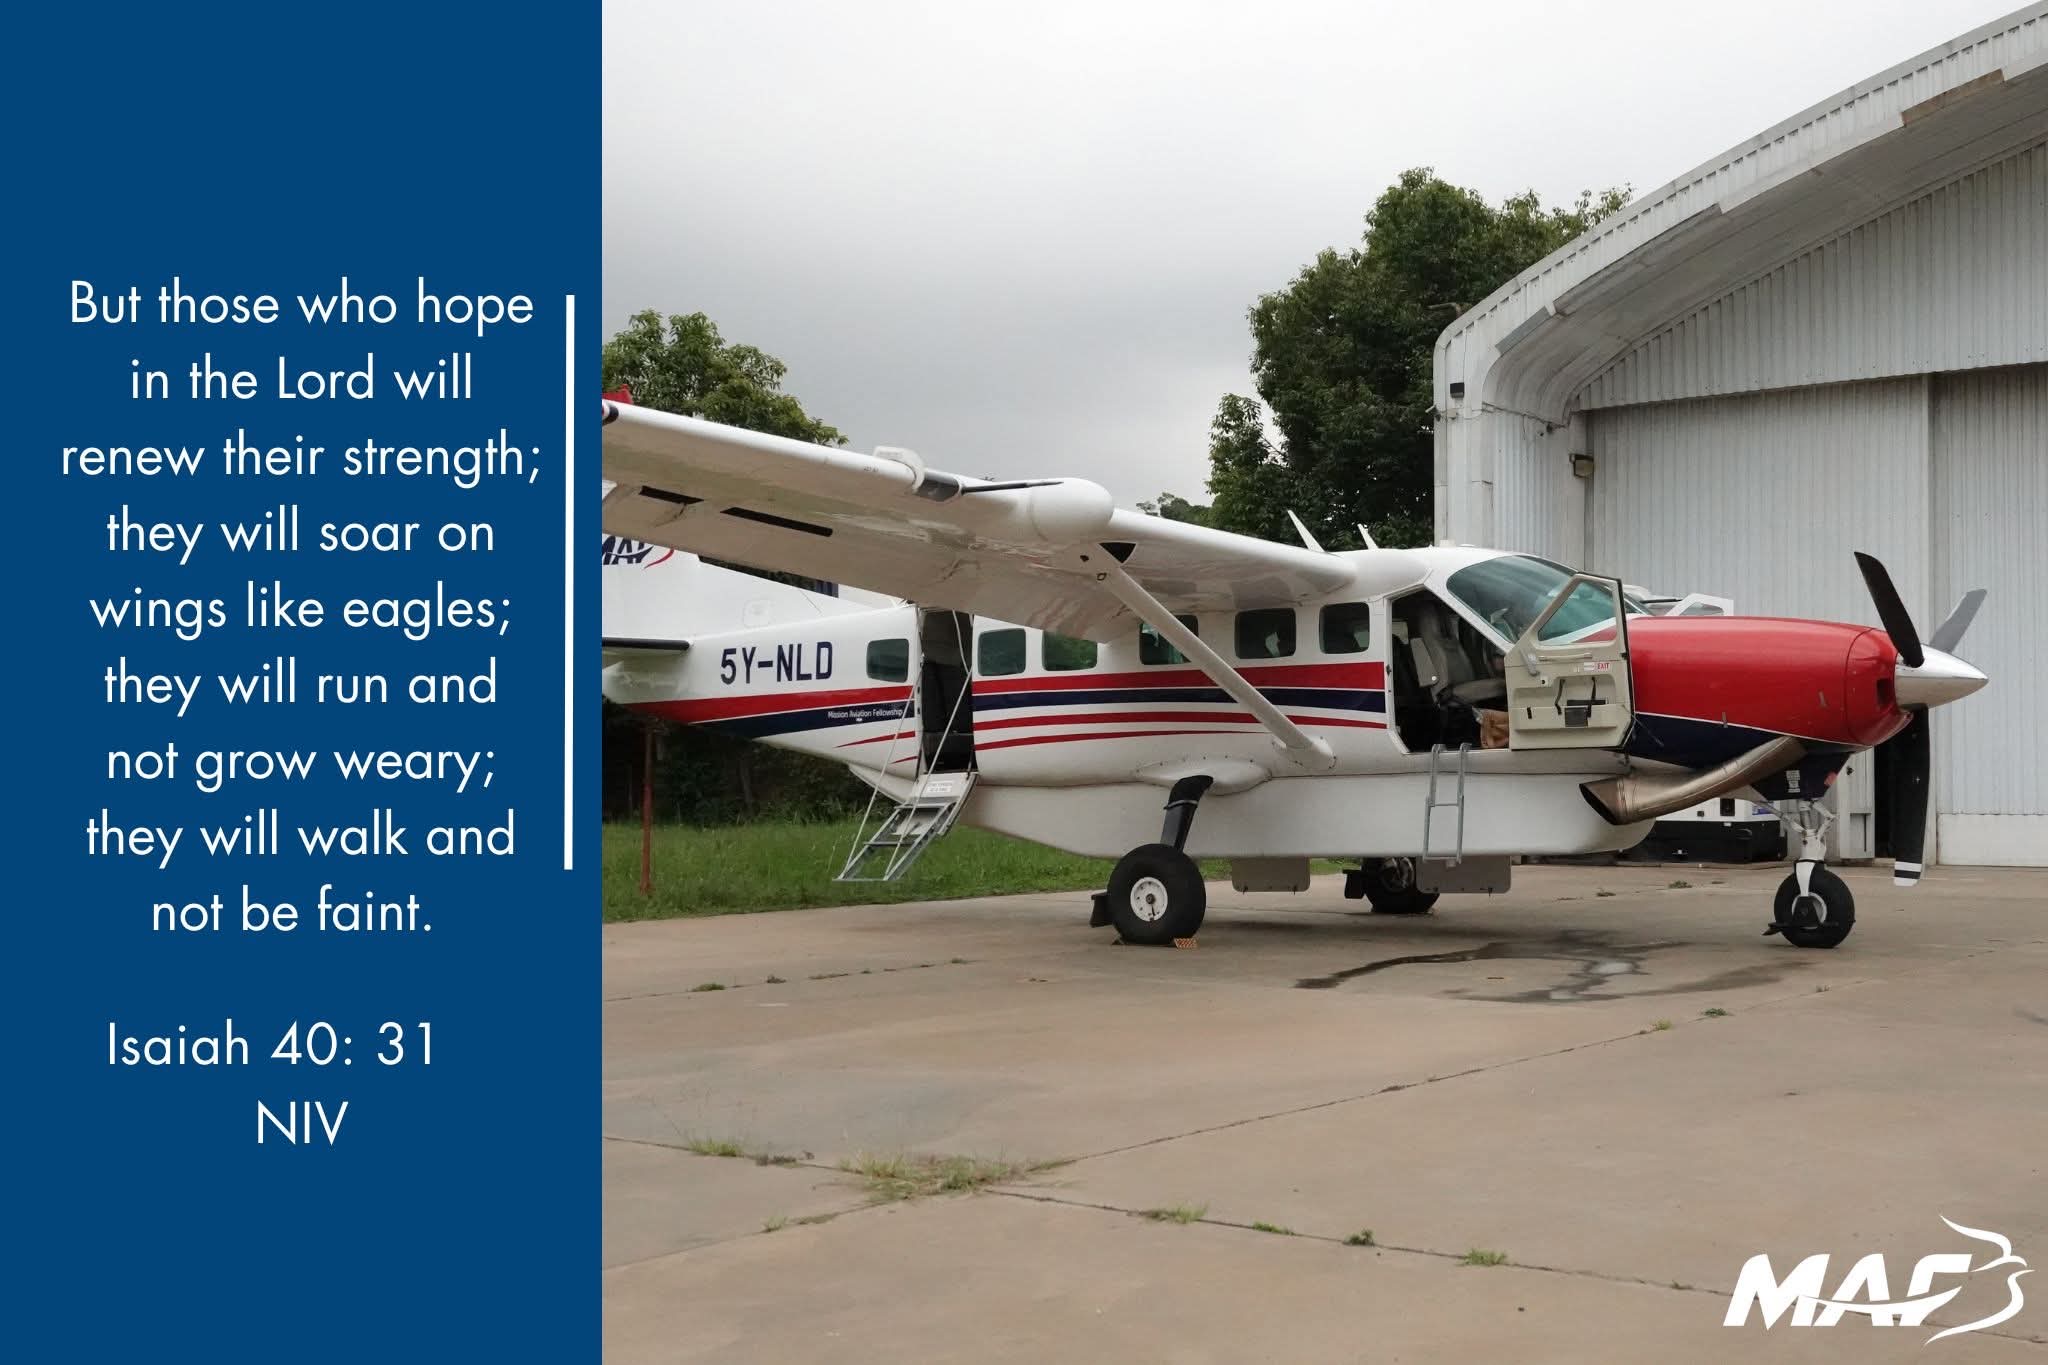 But those who hope
in the Lord will
renew their strength;
they will soar on
wings like eagles;
they will run and
not grow weary;
they will walk and
not be faint.
Isaiah 40: 31
NIV
MAF
5Y-NLD
Mission Aviation Fellowship
EXIT
MAF